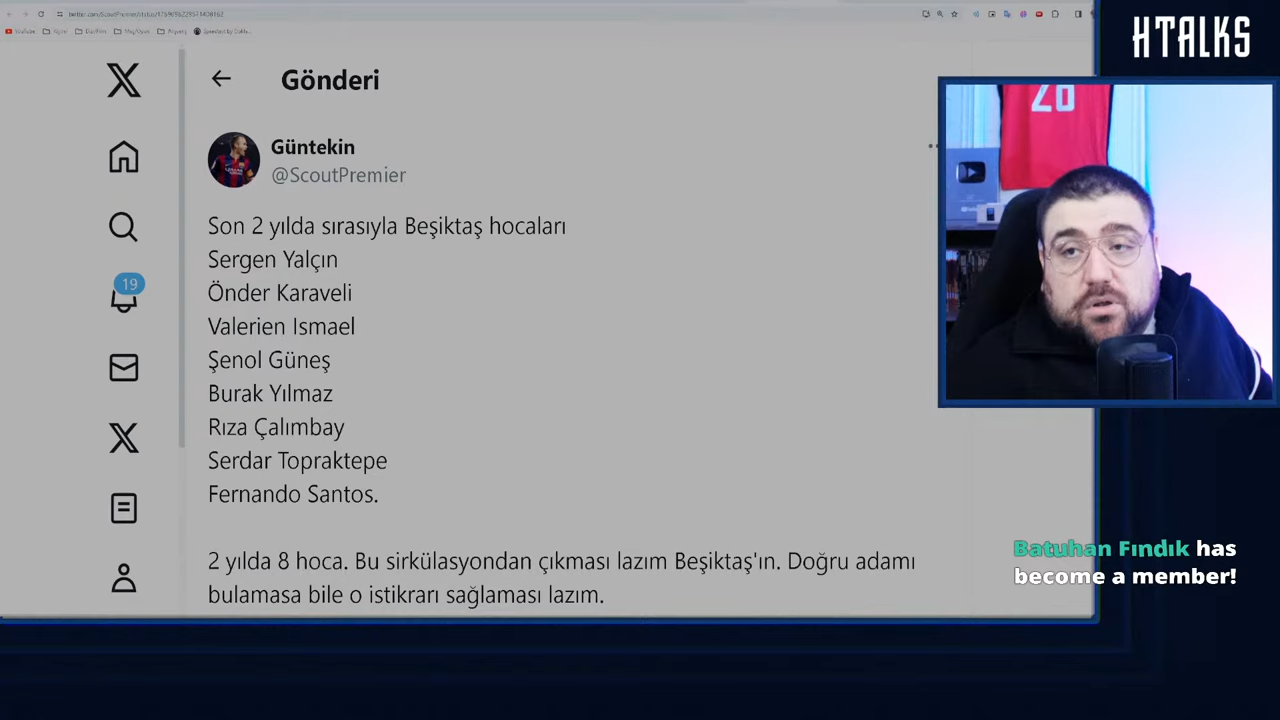 HTALKS
28
Gönderi
Güntekin
@ScoutPremier
Son 2 yılda sırasıyla Beşiktaş hocaları
Sergen Yalçın
Önder Karaveli
Valerien Ismael
Şenol Güneş
Burak Yılmaz
Rıza Çalımbay
Serdar Topraktepe
Fernando Santos.
2 yılda 8 hoca. Bu sirkülasyondan çıkması lazım Beşiktaş'ın. Doğru adamı
bulamasa bile o istikrarı sağlaması lazım.
19
Batuhan Fındık has
become a member!
YouTube